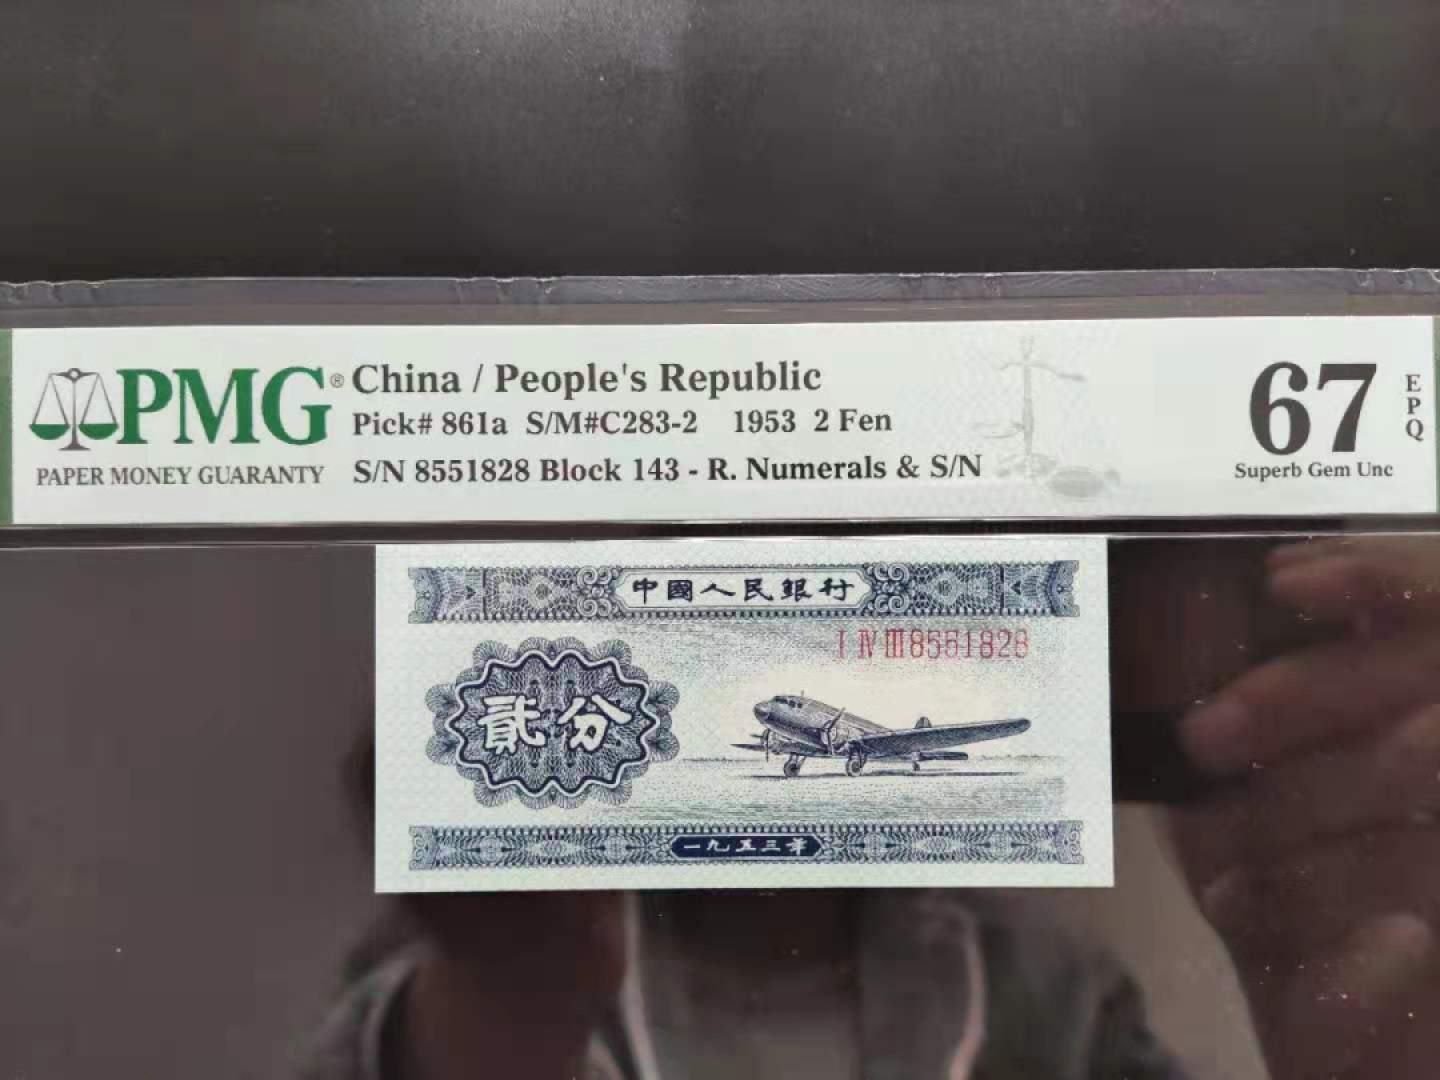 PMG®
PAPER MONEY GUARANTY
China / People's Republic
Pick# 861a S/M#C283-2 1953 2 Fen
S/N 8551828 Block 143 - R. Numerals & S/N
67
EPQ
Superb Gem Unc
中國人民銀行
I IV III 8551828
貳分
一九五三年